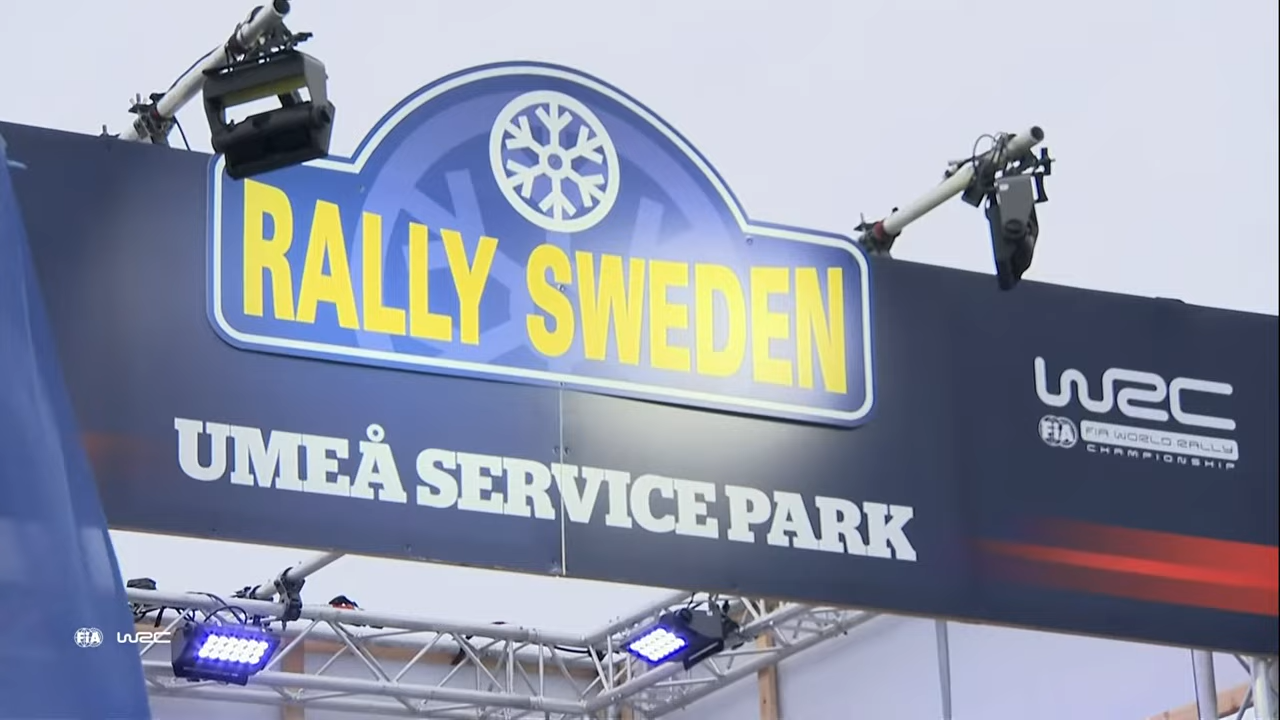 RALLY SWEDEN
UMEÅ SERVICE PARK
WRC
FIA
FIA WORLD RALLY
CHAMPIONSHIP
FIA WRC